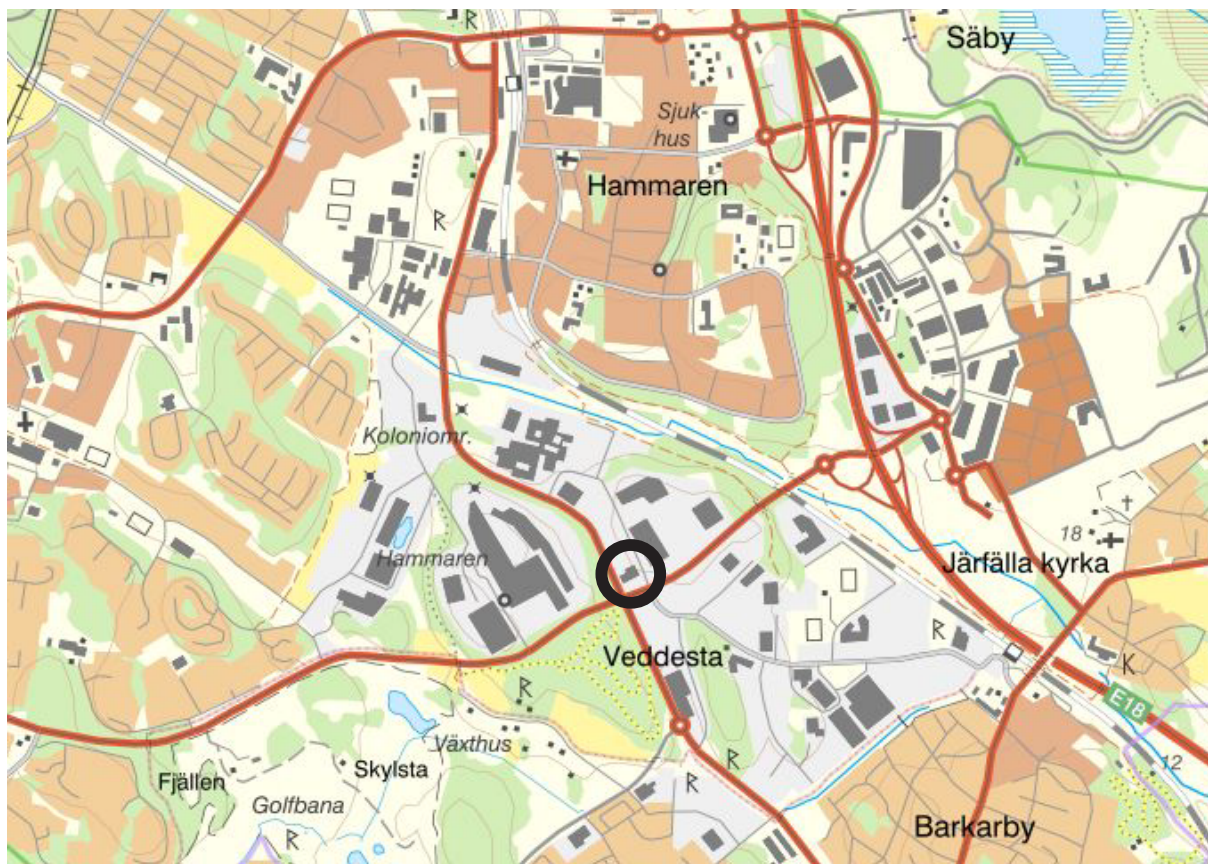 Säby
Sjuk-
hus
Hammaren
Koloniomr.
Hammaren
18
Järfälla kyrka
Veddesta
E18
Växthus
Skylsta
Fjällen
12
Golfbana
Barkarby